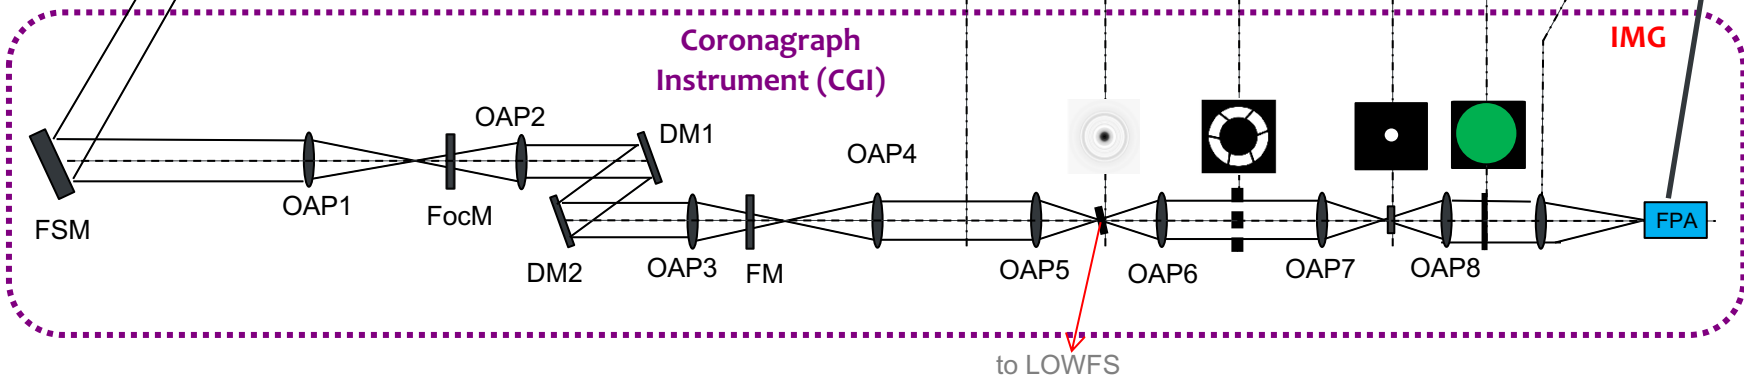 Coronagraph
Instrument (CGI)
IMG
OAP2
DM1
OAP4
OAP1
FocM
FSM
FPA
DM2
OAP3
FM
OAP5
OAP6
OAP7
OAP8
to LOWFS